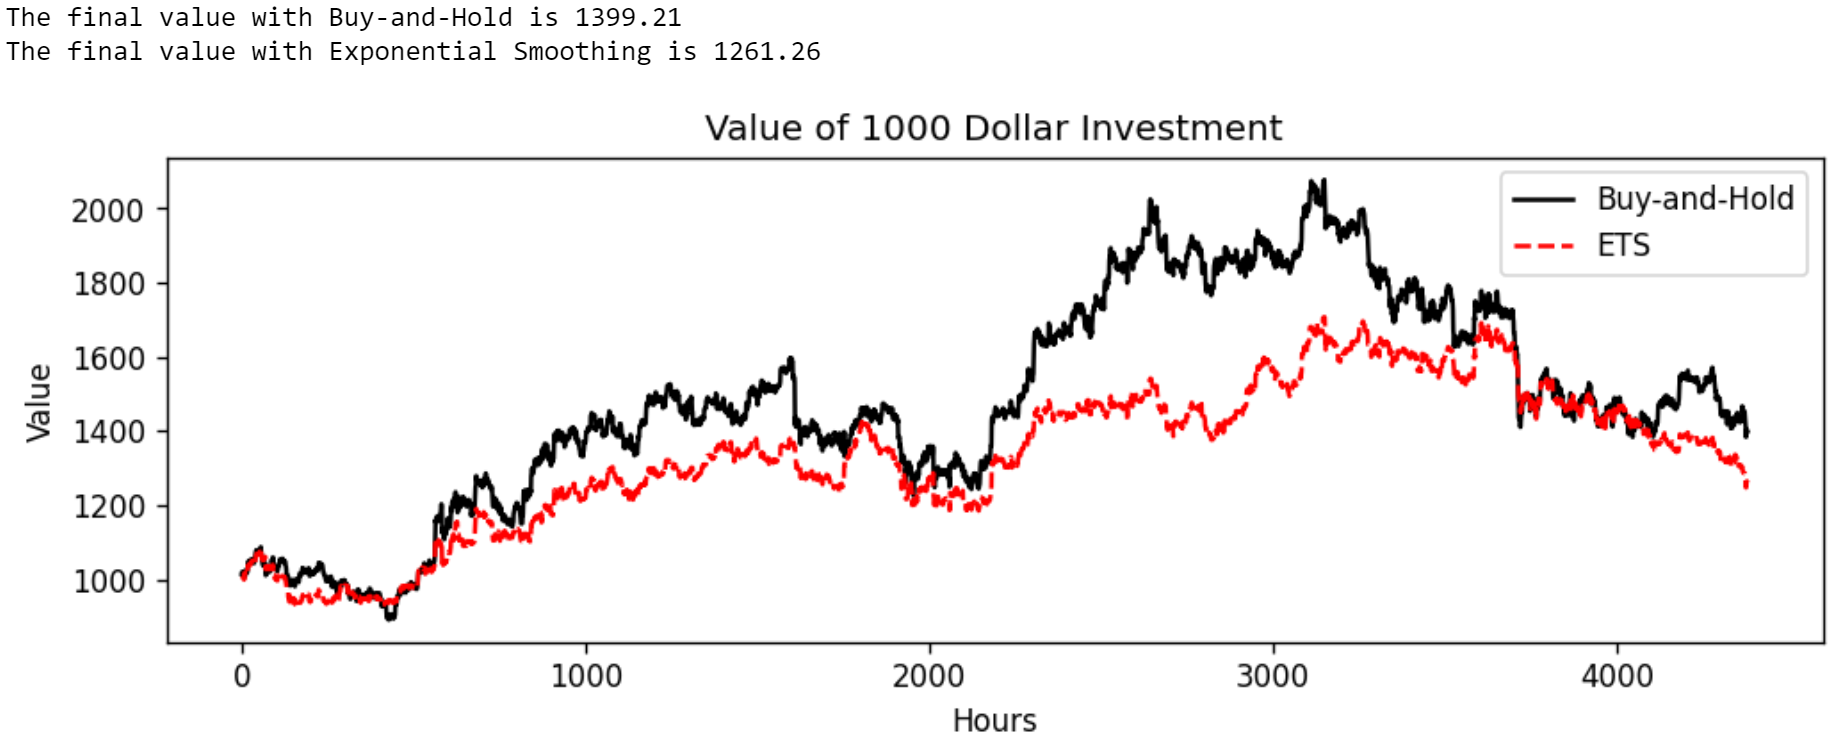 The final value with Buy-and-Hold is 1399.21
The final value with Exponential Smoothing is 1261.26
Value of 1000 Dollar Investment
Buy-and-Hold
ETS
2000
1800
1600
1400
1200
1000
Value
0 1000 2000 3000 4000
Hours